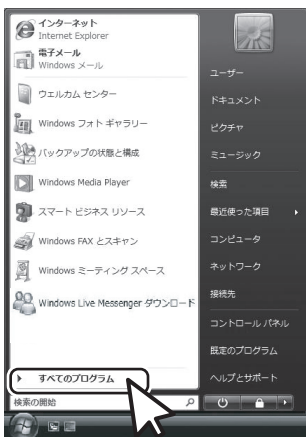 インターネット
Internet Explorer
電子メール
Windows メール
ウェルカム センター
Windows フォト ギャラリー
バックアップの状態と構成
Windows Media Player
スマート ビジネス リソース
Windows FAX とスキャン
Windows ミーティング スペース
Windows Live Messenger ダウンロード
すべてのプログラム
検索の開始
ユーザー
ドキュメント
ピクチャ
ミュージック
検索
最近使った項目
コンピュータ
ネットワーク
接続先
コントロール パネル
既定のプログラム
ヘルプとサポート